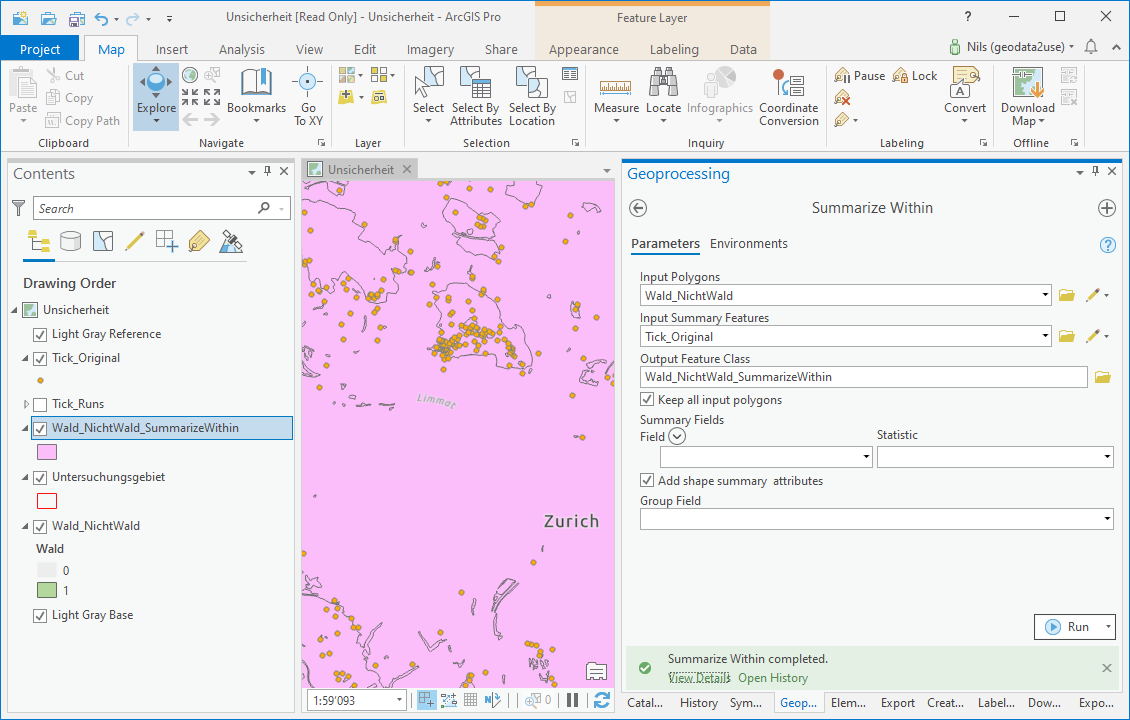 Unsicherheit [Read Only] - Unsicherheit - ArcGIS Pro
Feature Layer
?
Project
Map
Insert
Analysis
View
Edit
Imagery
Share
Appearance
Labeling
Data
Nils (geodata2use)
Paste
Cut
Copy
Copy Path
Clipboard
Explore
Bookmarks
Go
To XY
Navigate
Layer
Select
Select By
Attributes
Select By
Location
Selection
Measure
Locate
Infographics
Coordinate
Conversion
Inquiry
Pause
Lock
Convert
Labeling
Download
Map
Offline
Contents
Search
Drawing Order
Unsicherheit
Light Gray Reference
Tick_Original
Tick_Runs
Wald_NichtWald_SummarizeWithin
Untersuchungsgebiet
Wald_NichtWald
Wald
0
1
Light Gray Base
Unsicherheit
Limmat
Zurich
1:59'093
0
Geoprocessing
Summarize Within
Parameters
Environments
?
Input Polygons
Wald_NichtWald
Input Summary Features
Tick_Original
Output Feature Class
Wald_NichtWald_SummarizeWithin
Keep all input polygons
Summary Fields
Field
Statistic
Add shape summary attributes
Group Field
Run
Summarize Within completed.
View Details Open History
Catal...
History
Sym...
Geop...
Elem...
Export
Creat...
Label...
Dow...
Expo...